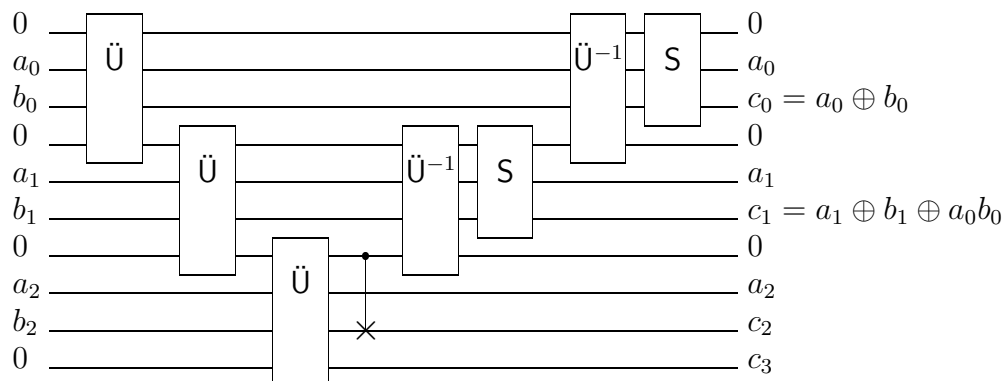 0 0
a₀ Ü Ü⁻¹ S a₀
b₀ c₀ = a₀ ⊕ b₀
0 0
a₁ Ü Ü⁻¹ S a₁
b₁ c₁ = a₁ ⊕ b₁ ⊕ a₀b₀
0 0
a₂ Ü a₂
b₂ c₂
0 c₃